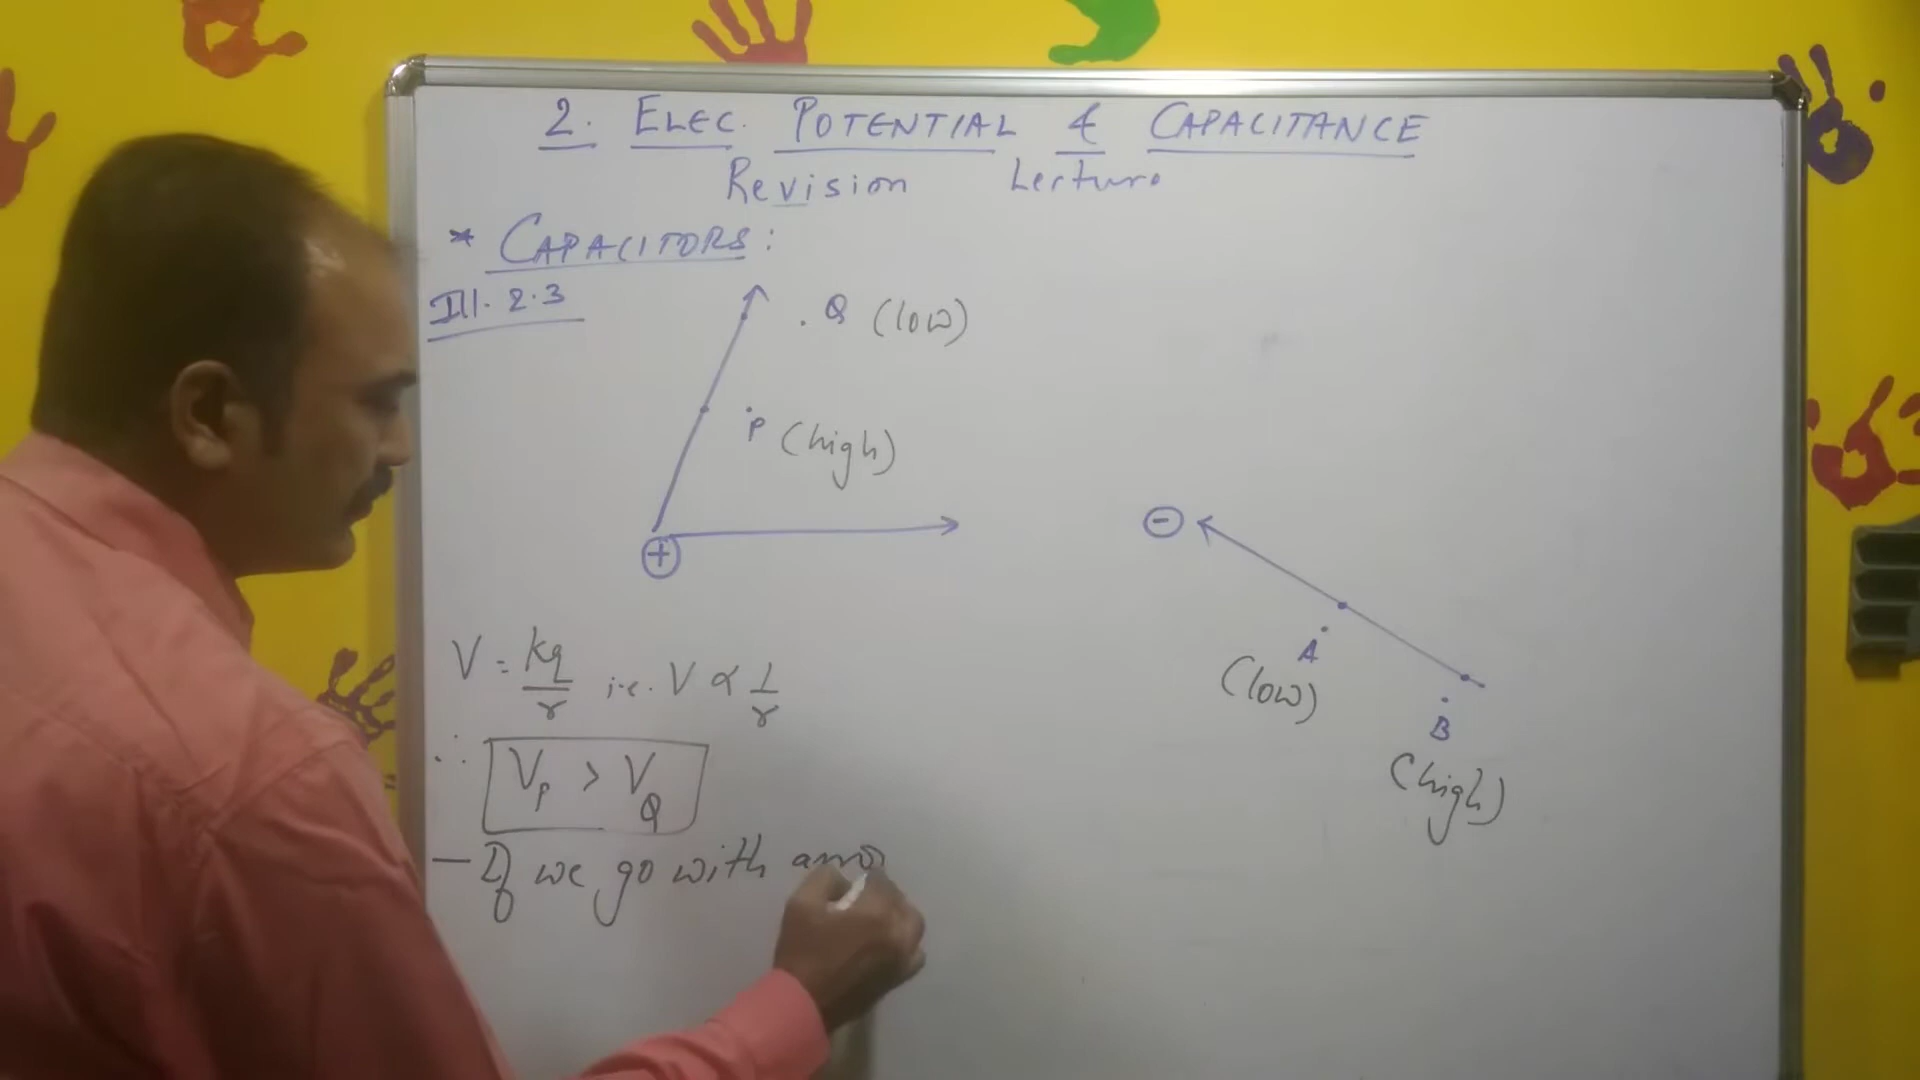 2. ELEC. POTENTIAL & CAPACITANCE
Revision Lecture
* CAPACITORS:
Ill. 2.3
. Q (low)
P (high)
+
-
A
(low)
B
(high)
V = kq/r i.e. V ∝ 1/r
∴ Vp > VQ
- If we go with arro